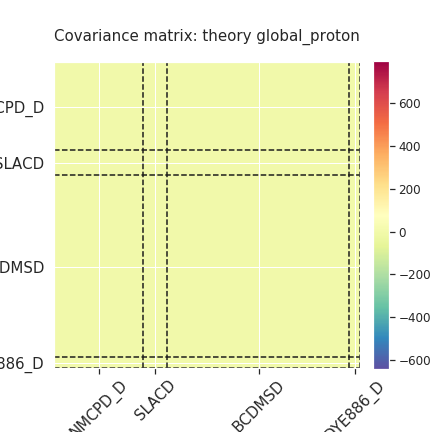 Covariance matrix: theory global_proton
CPD_D
SLACD
DMSD
886_D
600
400
200
0
−200
−400
−600
NMCPD_D
SLACD
BCDMSD
DYE886_D